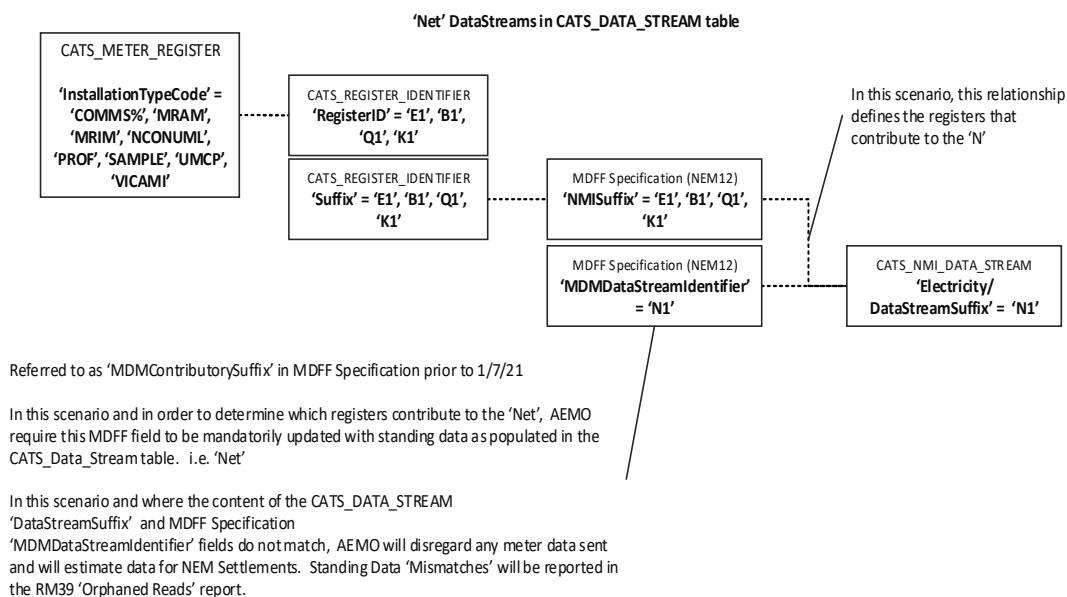 ‘Net’ DataStreams in CATS_DATA_STREAM table
CATS_METER_REGISTER
‘InstallationTypeCode’ =
‘COMMS%’, ‘MRAM’,
‘MRIM’, ‘NCONUML’,
‘PROF’, ‘SAMPLE’, ‘UMCP’,
‘VICAMI’
CATS_REGISTER_IDENTIFIER
‘RegisterID’ = ‘E1’, ‘B1’,
‘Q1’, ‘K1’
CATS_REGISTER_IDENTIFIER
‘Suffix’ = ‘E1’, ‘B1’, ‘Q1’,
‘K1’
MDFF Specification (NEM12)
‘NMISuffix’ = ‘E1’, ‘B1’, ‘Q1’,
‘K1’
MDFF Specification (NEM12)
‘MDMDataStreamIdentifier’
= ‘N1’
In this scenario, this relationship
defines the registers that
contribute to the ‘N’
CATS_NMI_DATA_STREAM
‘Electricity/
DataStreamSuffix’ = ‘N1’
Referred to as ‘MDMContributorySuffix’ in MDFF Specification prior to 1/7/21
In this scenario and in order to determine which registers contribute to the ‘Net’, AEMO
require this MDFF field to be mandatorily updated with standing data as populated in the
CATS_Data_Stream table. i.e. ‘Net’
In this scenario and where the content of the CATS_DATA_STREAM
‘DataStreamSuffix’ and MDFF Specification
‘MDMDataStreamIdentifier’ fields do not match, AEMO will disregard any meter data sent
and will estimate data for NEM Settlements. Standing Data ‘Mismatches’ will be reported in
the RM39 ‘Orphaned Reads’ report.